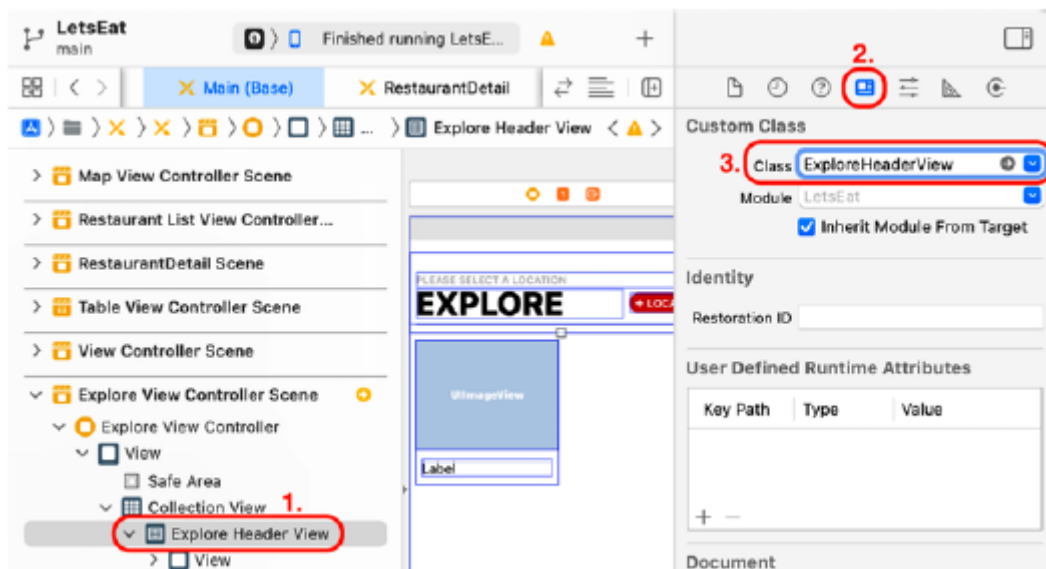 LetsEat
main
Finished running LetsE...
2.
Main (Base)
RestaurantDetail
... Explore Header View
Map View Controller Scene
Restaurant List View Controller...
RestaurantDetail Scene
Table View Controller Scene
View Controller Scene
Explore View Controller Scene
Explore View Controller
View
Safe Area
Collection View
1.
Explore Header View
View
PLEASE SELECT A LOCATION
EXPLORE
+ LOCA
UIImageView
Label
Custom Class
3.
Class ExploreHeaderView
Module LetsEat
Inherit Module From Target
Identity
Restoration ID
User Defined Runtime Attributes
Key Path Type Value
Document